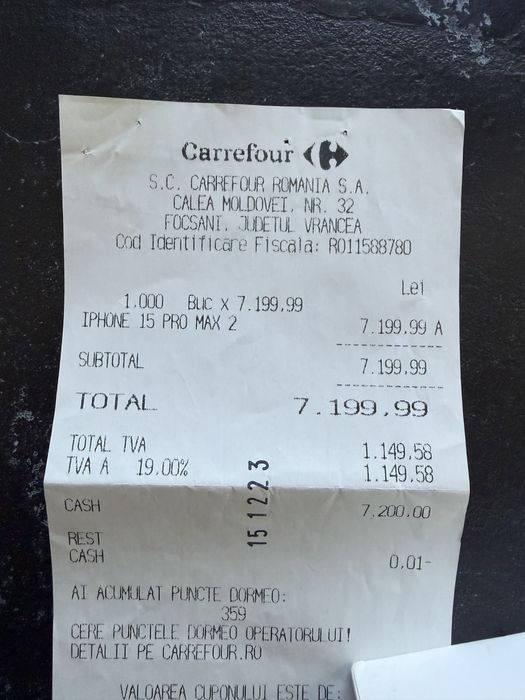 Carrefour
S.C. CARREFOUR ROMANIA S.A.
CALEA MOLDOVEI, NR. 32
FOCSANI, JUDETUL VRANCEA
Cod Identificare Fiscala: RO11588780
Lei
1.000 Buc x 7.199,99
IPHONE 15 PRO MAX 2 7.199,99 A
SUBTOTAL 7.199,99
TOTAL 7.199,99
TOTAL TVA 1.149,58
TVA A 19,00% 1.149,58
151223
CASH 7,200.00
REST
CASH 0,01-
AI ACUMULAT PUNCTE DORMEO:
359
CERE PUNCTELE DORMEO OPERATORULUI!
DETALII PE CARREFOUR.RO
VALOAREA CUPONULUI ESTE DE: